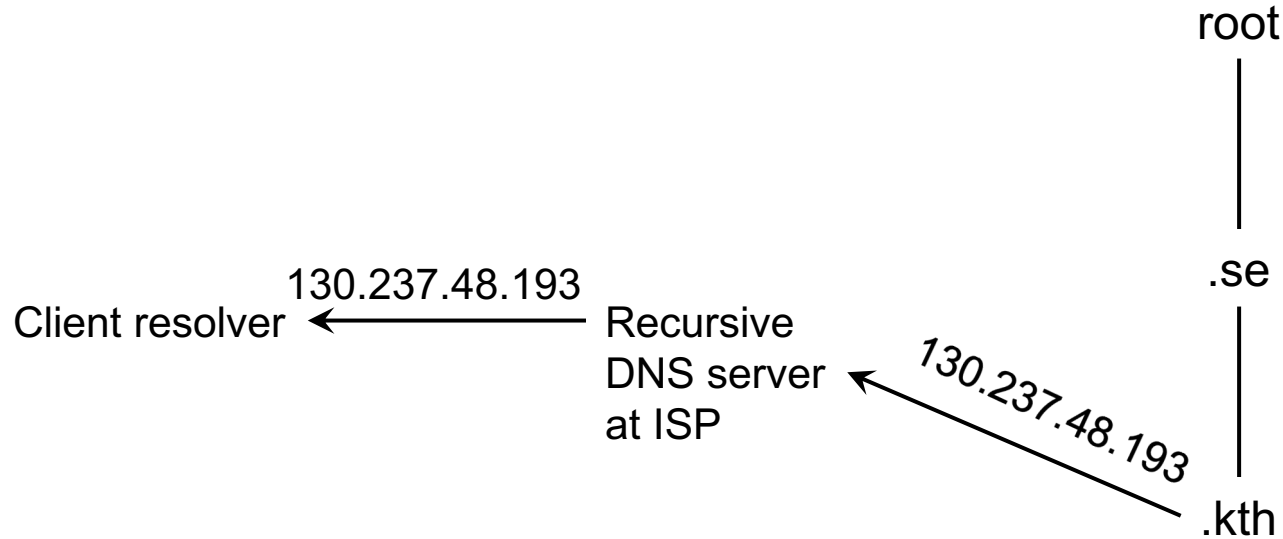 root
.se
130.237.48.193
Client resolver
Recursive
DNS server
at ISP
130.237.48.193
.kth